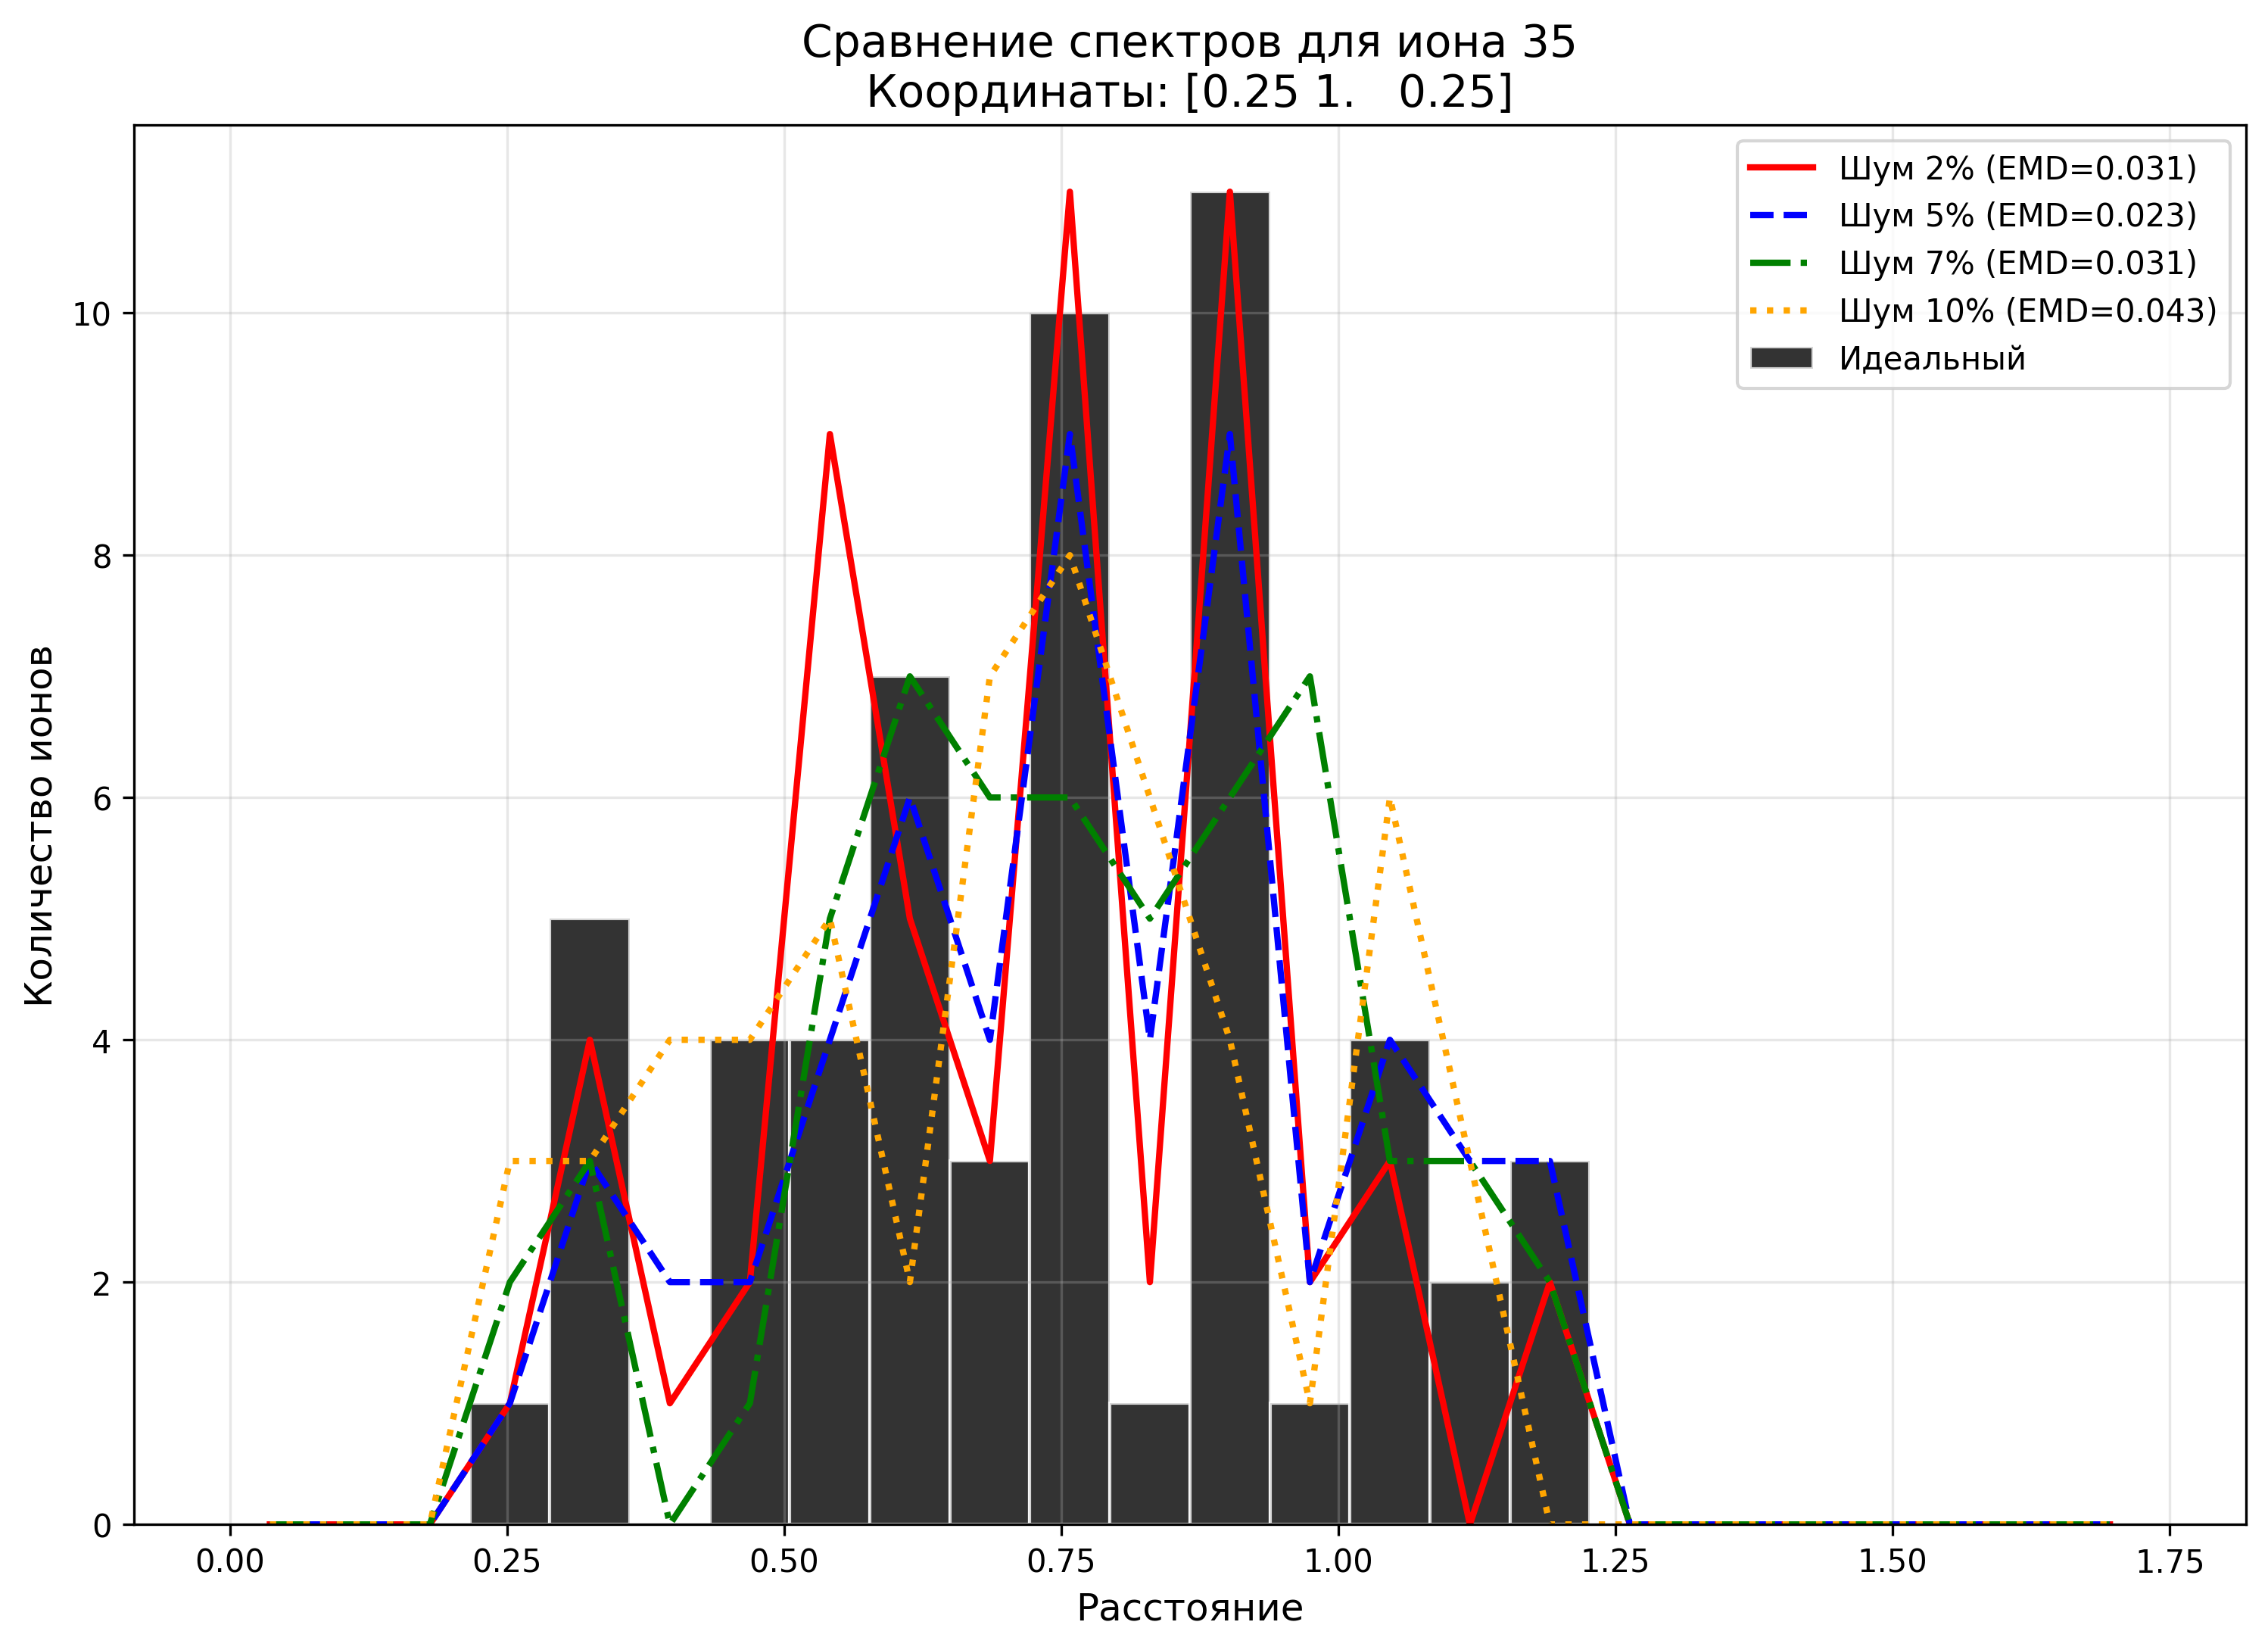 Сравнение спектров для иона 35
Координаты: [0.25 1.   0.25]
Шум 2% (EMD=0.031)
Шум 5% (EMD=0.023)
Шум 7% (EMD=0.031)
Шум 10% (EMD=0.043)
Идеальный
Количество ионов
10
8
6
4
2
0
0.00 0.25 0.50 0.75 1.00 1.25 1.50 1.75
Расстояние